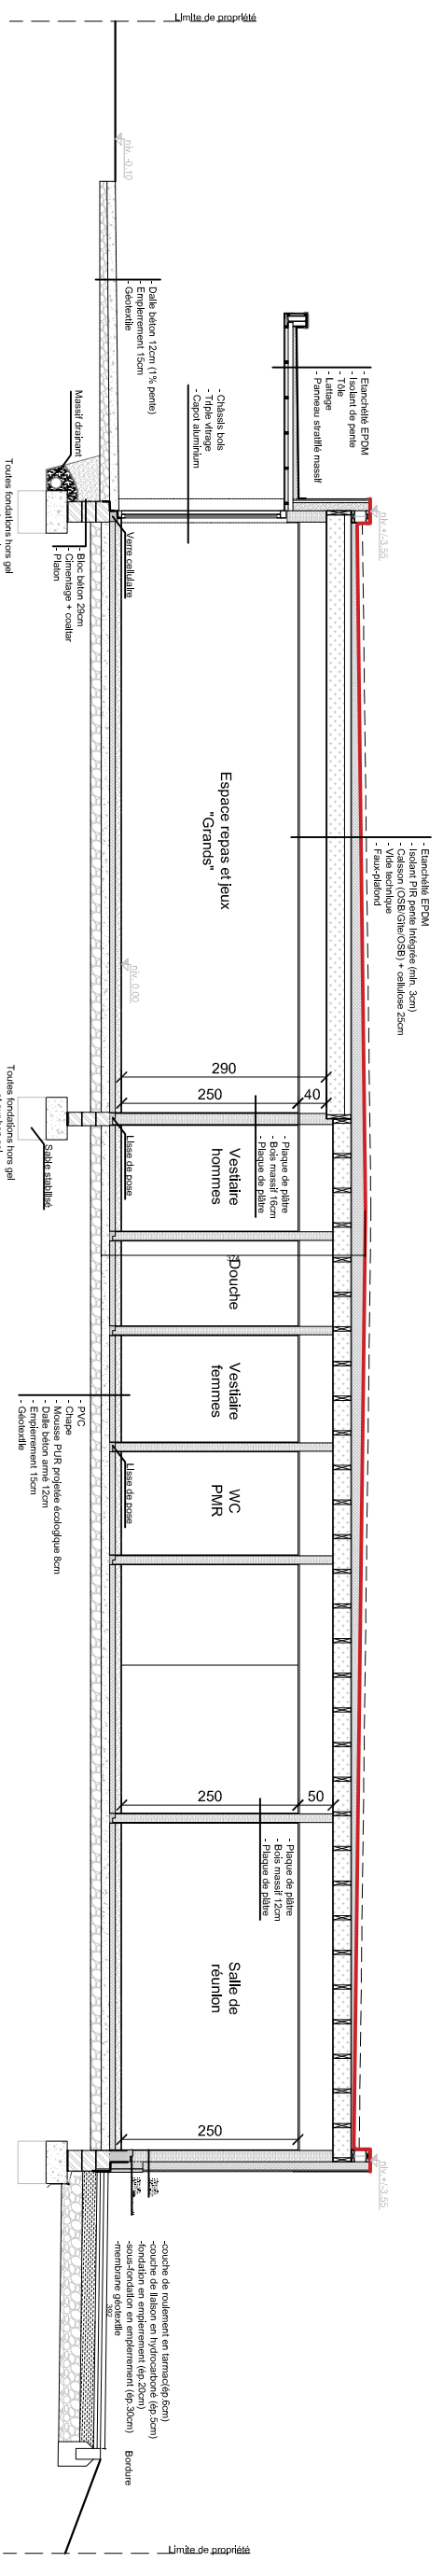 Limite de propriété
niv. -0.10
- Dalle béton 12cm (1% pente)
- Empierrement 15cm
- Géotextile
- Etanchéité EPDM
- Isolant de pente
- Tôle
- Lattage
- Panneau stratifié massif
- Châssis bois
- Triple vitrage
- Capot aluminium
Massif drainant
Toutes fondations hors gel
- Bloc béton 29cm
- Cimentage + coaltar
- Platon
Verre cellulaire
niv.+/-3.55
- Etanchéité EPDM
- Isolant PIR pente intégrée (min. 3cm)
- Caisson (OSB/Gîte/OSB) + cellulose 25cm
- Vide technique
- Faux-plafond
Espace repas et jeux
"Grands"
niv. 0.00
290
250
40
Toutes fondations hors gel
Sable stabilisé
Lisse de pose
- Plaque de plâtre
- Bois massif 16cm
- Plaque de plâtre
Vestiaire
hommes
374
Douche
Vestiaire
femmes
- PVC
- Chape
- Mousse PUR projetée écologique 8cm
- Dalle béton armé 12cm
- Empierrement 15cm
- Géotextile
Lisse de pose
WC
PMR
250
50
- Plaque de plâtre
- Bois massif 12cm
- Plaque de plâtre
Salle de
réunion
250
niv.+/-3.55
-couche de roulement en tarmac(ép.6cm)
-couche de liaison en hydrocarboné (ép.5cm)
-fondation en empierrement (ép.20cm)
-sous-fondation en empierrement (ép.30cm)
-membrane géotextile
392
Bordure
Limite de propriété